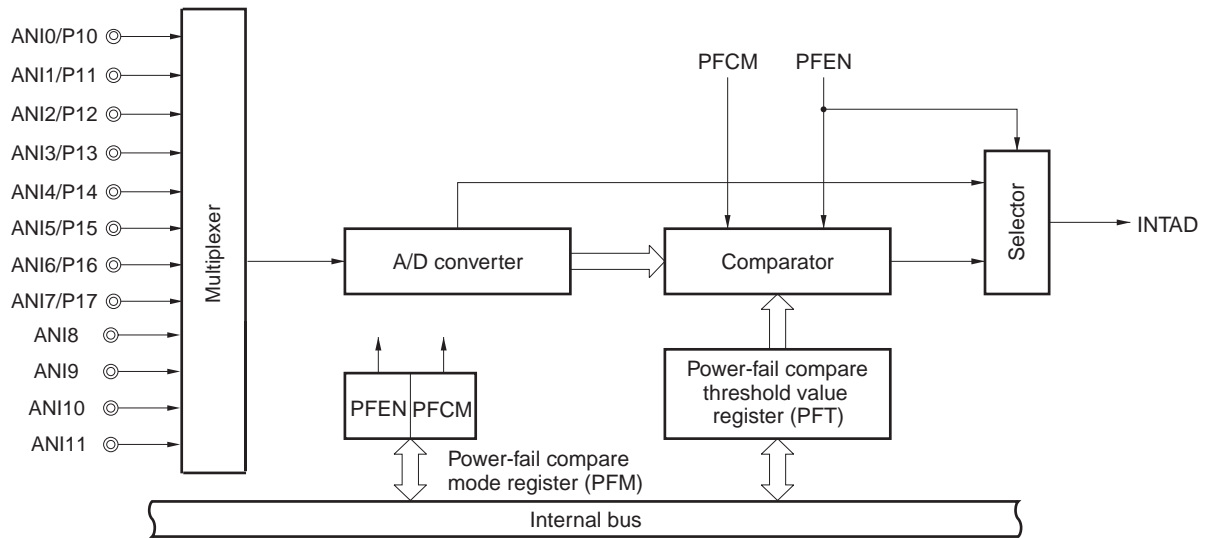 ANI0/P10
ANI1/P11
ANI2/P12
ANI3/P13
ANI4/P14
ANI5/P15
ANI6/P16
ANI7/P17
ANI8
ANI9
ANI10
ANI11
Multiplexer
A/D converter
PFCM
PFEN
Comparator
Selector
INTAD
PFEN
PFCM
Power-fail compare
mode register (PFM)
Power-fail compare
threshold value
register (PFT)
Internal bus